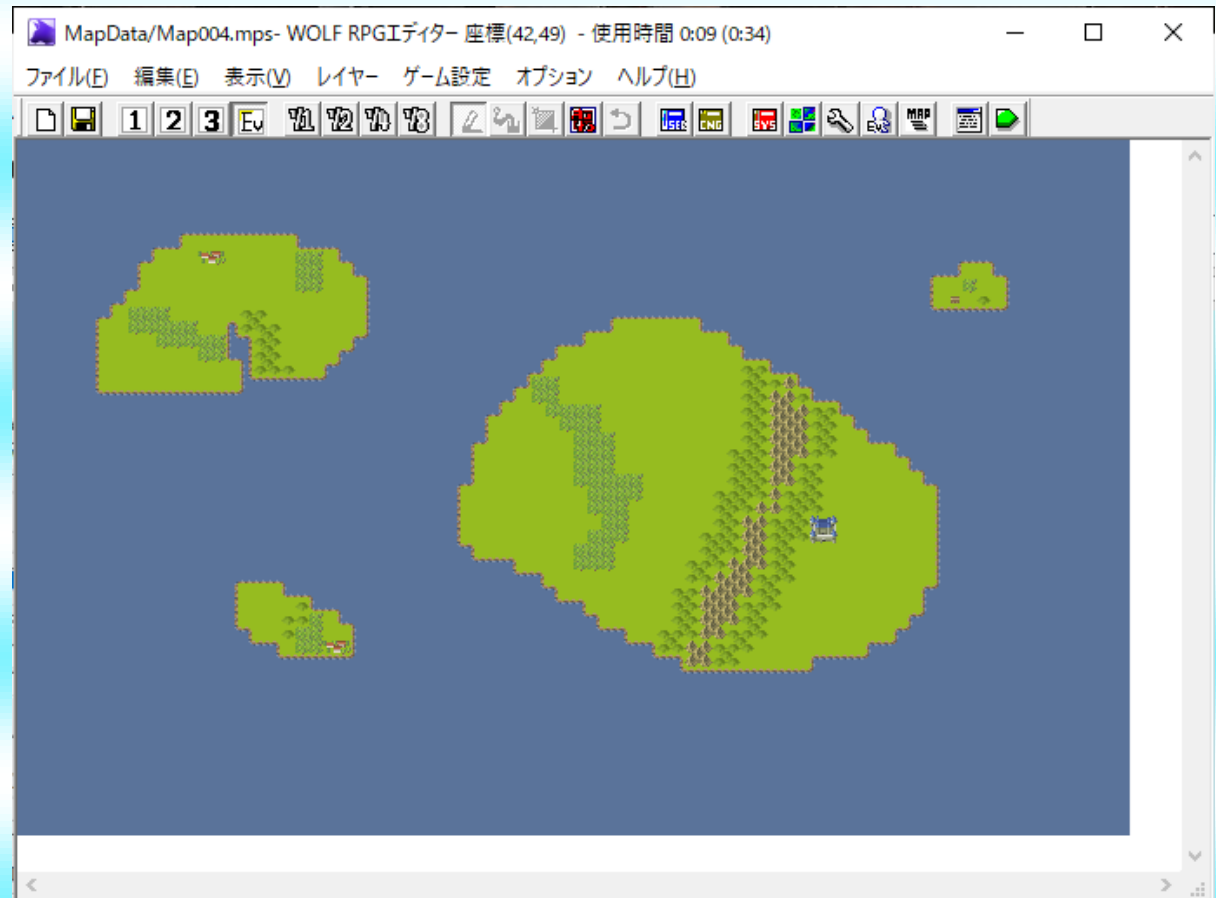 MapData/Map004.mps- WOLF RPGエディター 座標(42,49) - 使用時間 0:09 (0:34)
ファイル(F) 編集(E) 表示(V) レイヤー ゲーム設定 オプション ヘルプ(H)
1 2 3 Ev